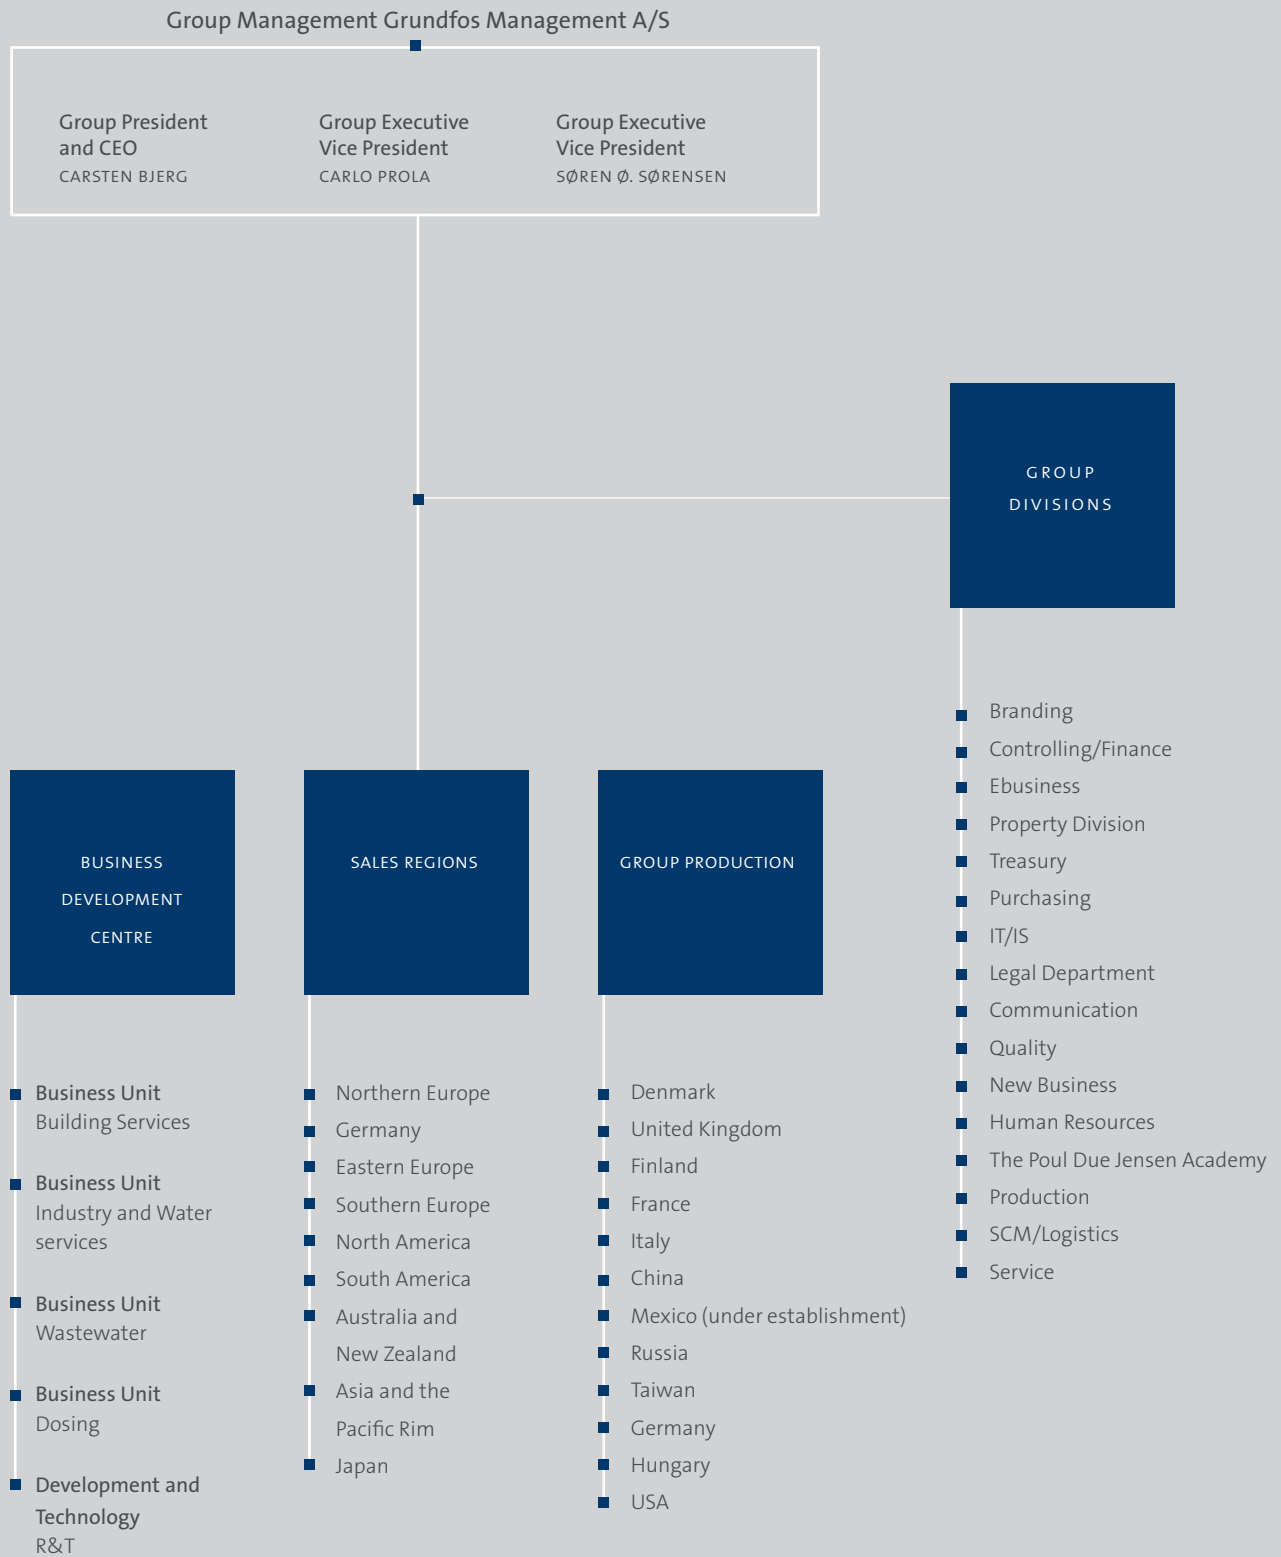 Group Management Grundfos Management A/S
Group President
and CEO
CARSTEN BJERG
Group Executive
Vice President
CARLO PROLA
Group Executive
Vice President
SØREN Ø. SØRENSEN
GROUP
DIVISIONS
Branding
Controlling/Finance
Ebusiness
Property Division
Treasury
Purchasing
IT/IS
Legal Department
Communication
Quality
New Business
Human Resources
The Poul Due Jensen Academy
Production
SCM/Logistics
Service
BUSINESS
DEVELOPMENT
CENTRE
Business Unit
Building Services
Business Unit
Industry and Water
services
Business Unit
Wastewater
Business Unit
Dosing
Development and
Technology
R&T
SALES REGIONS
Northern Europe
Germany
Eastern Europe
Southern Europe
North America
South America
Australia and
New Zealand
Asia and the
Pacific Rim
Japan
GROUP PRODUCTION
Denmark
United Kingdom
Finland
France
Italy
China
Mexico (under establishment)
Russia
Taiwan
Germany
Hungary
USA